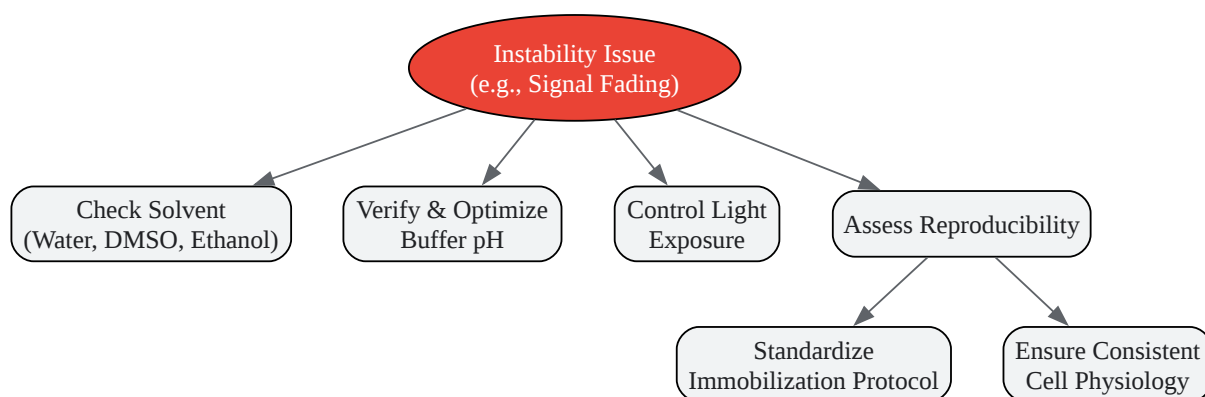 Instability Issue
(e.g., Signal Fading)
Check Solvent
(Water, DMSO, Ethanol)
Verify & Optimize
Buffer pH
Control Light
Exposure
Assess Reproducibility
Standardize
Immobilization Protocol
Ensure Consistent
Cell Physiology